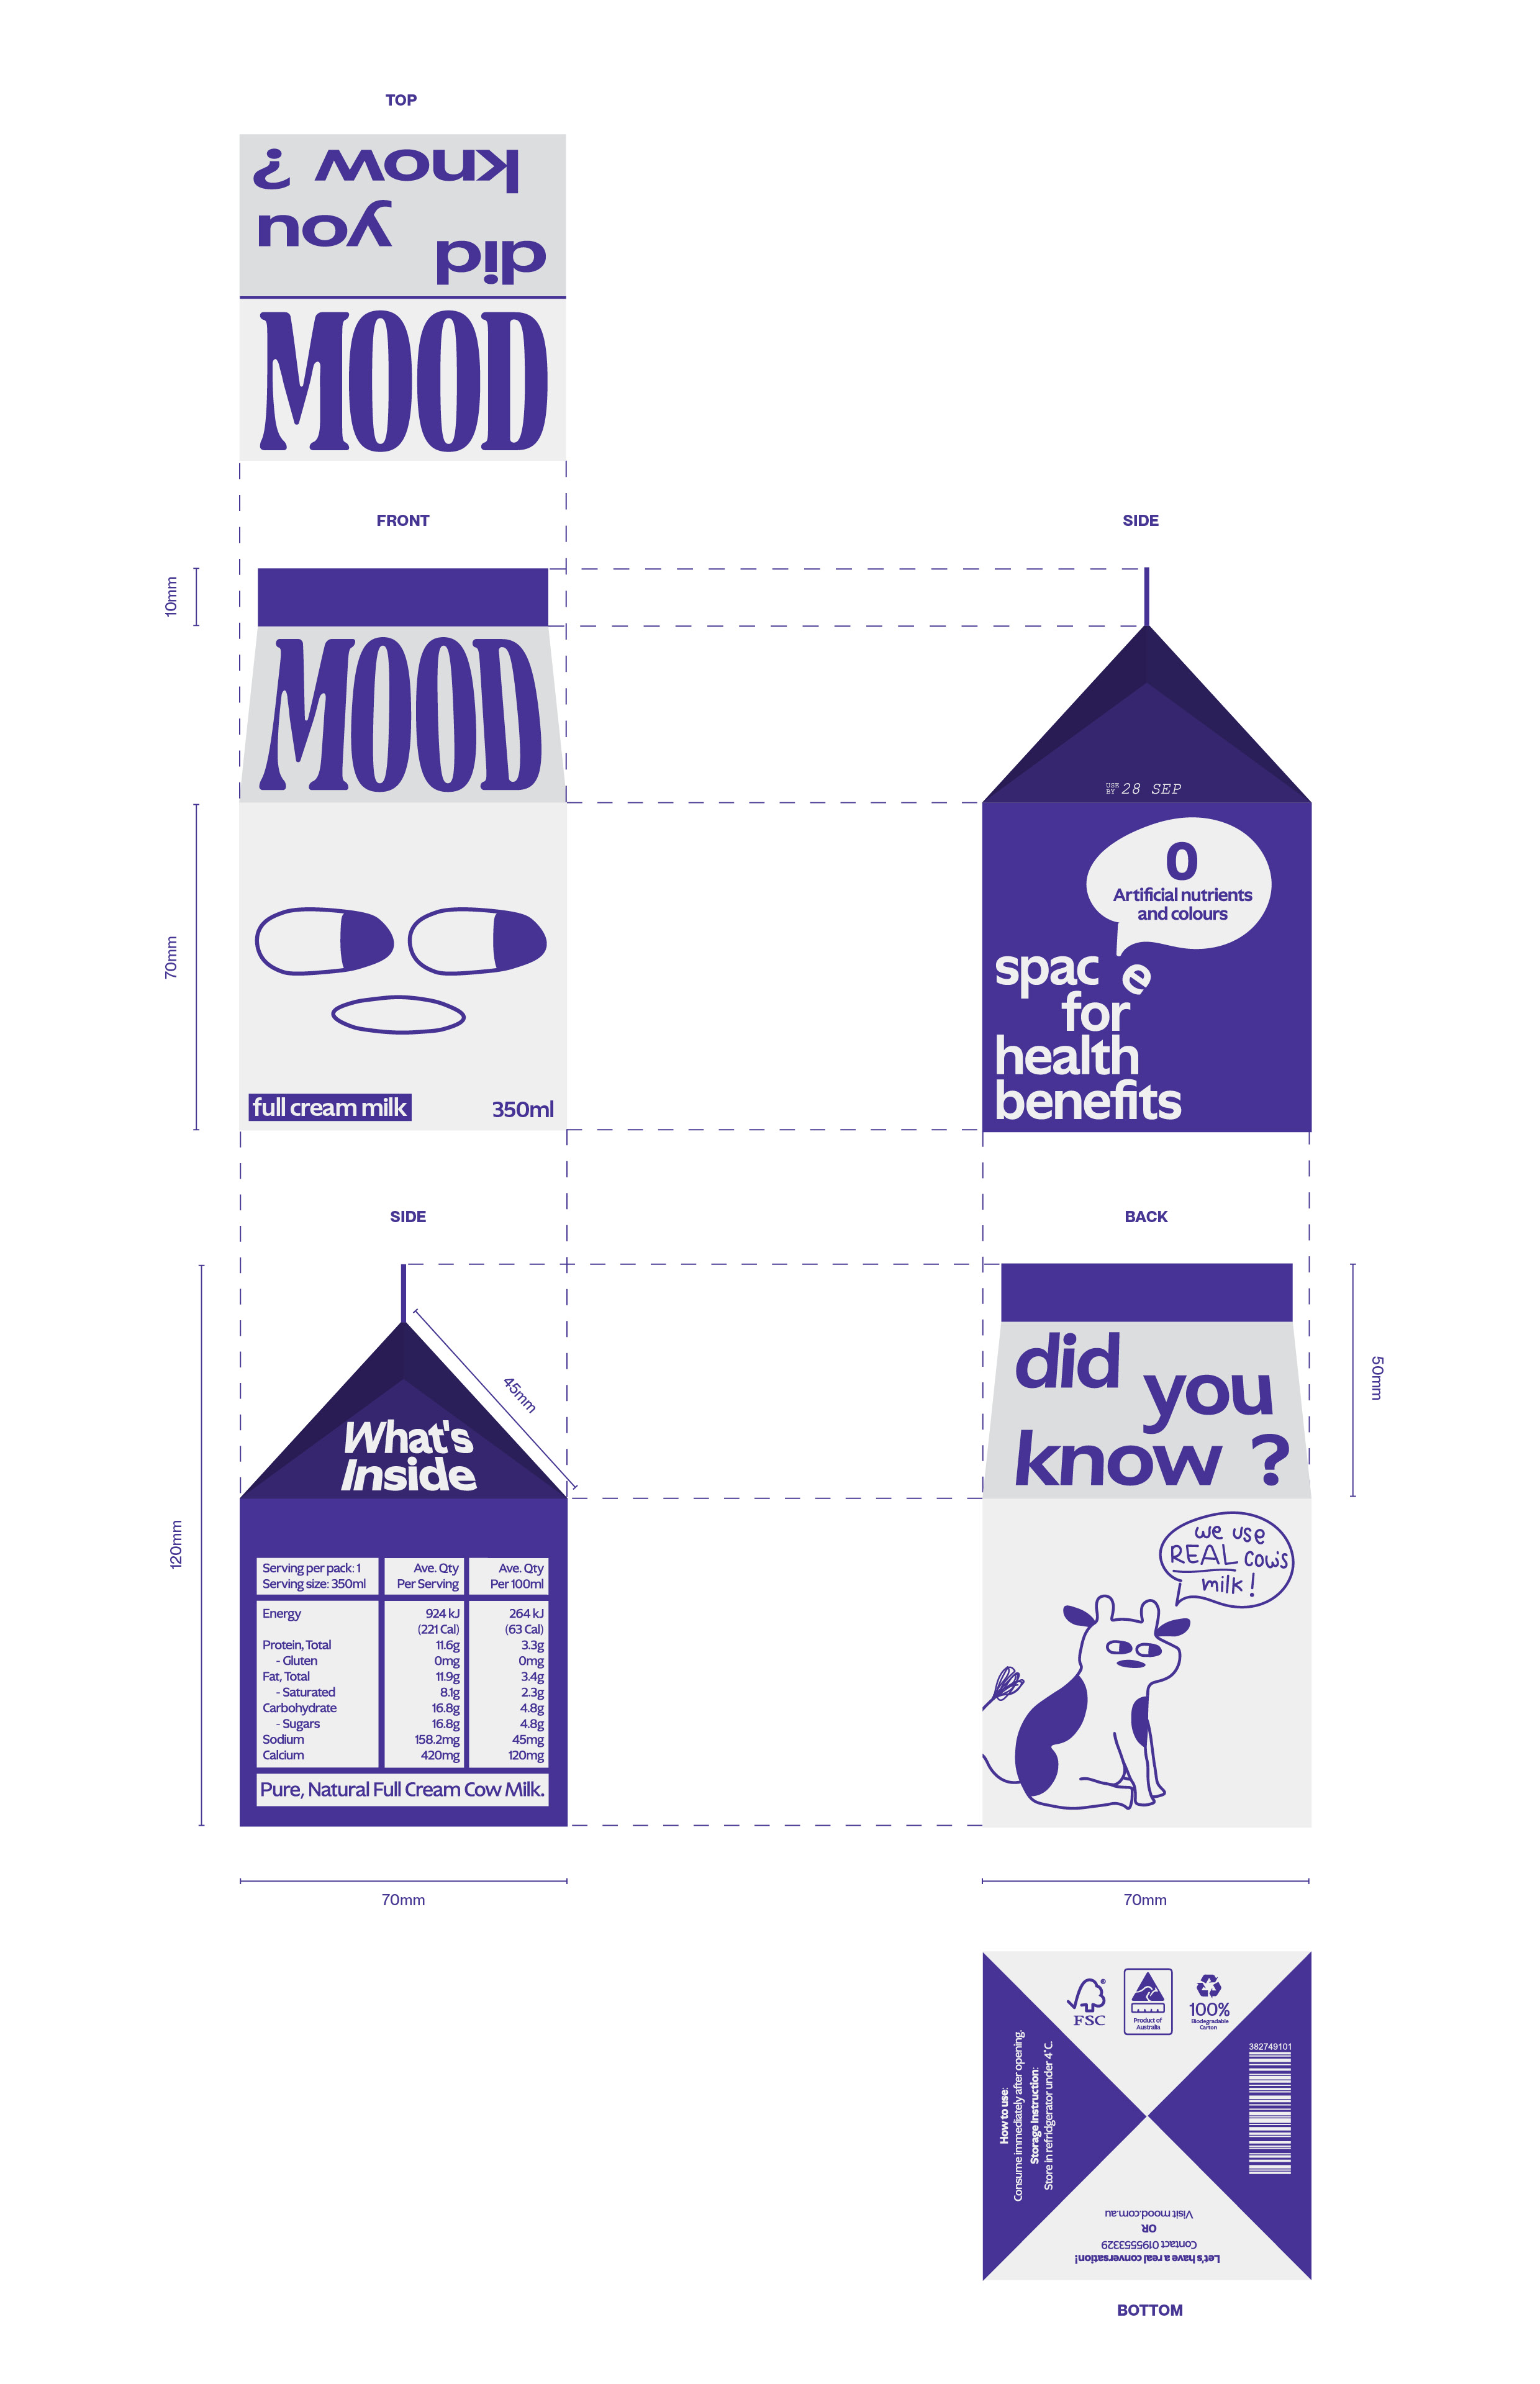 TOP
did
you
know ?
MOOD
FRONT
SIDE
10mm
MOOD
USE
BY
28 SEP
0
Artificial nutrients
and colours
70mm
space
for
health
benefits
full cream milk
350ml
SIDE
BACK
did you
know ?
50mm
45mm
What's
Inside
120mm
we use
REAL cow's
milk!
Serving per pack: 1 Ave. Qty Ave. Qty
Serving size: 350ml Per Serving Per 100ml
Energy 924 kJ 264 kJ
(221 Cal) (63 Cal)
Protein, Total 11.6g 3.3g
- Gluten 0mg 0mg
Fat, Total 11.9g 3.4g
- Saturated 8.1g 2.3g
Carbohydrate 16.8g 4.8g
- Sugars 16.8g 4.8g
Sodium 158.2mg 45mg
Calcium 420mg 120mg
Pure, Natural Full Cream Cow Milk.
70mm
70mm
FSC
®
Product of
Australia
100%
Biodegradable
Carton
382749101
How to use:
Consume immediately after opening.
Storage Instruction:
Store in refridgerator under 4°C.
Let's have a real conversation!
Contact 0195553329
OR
Visit mood.com.au
BOTTOM